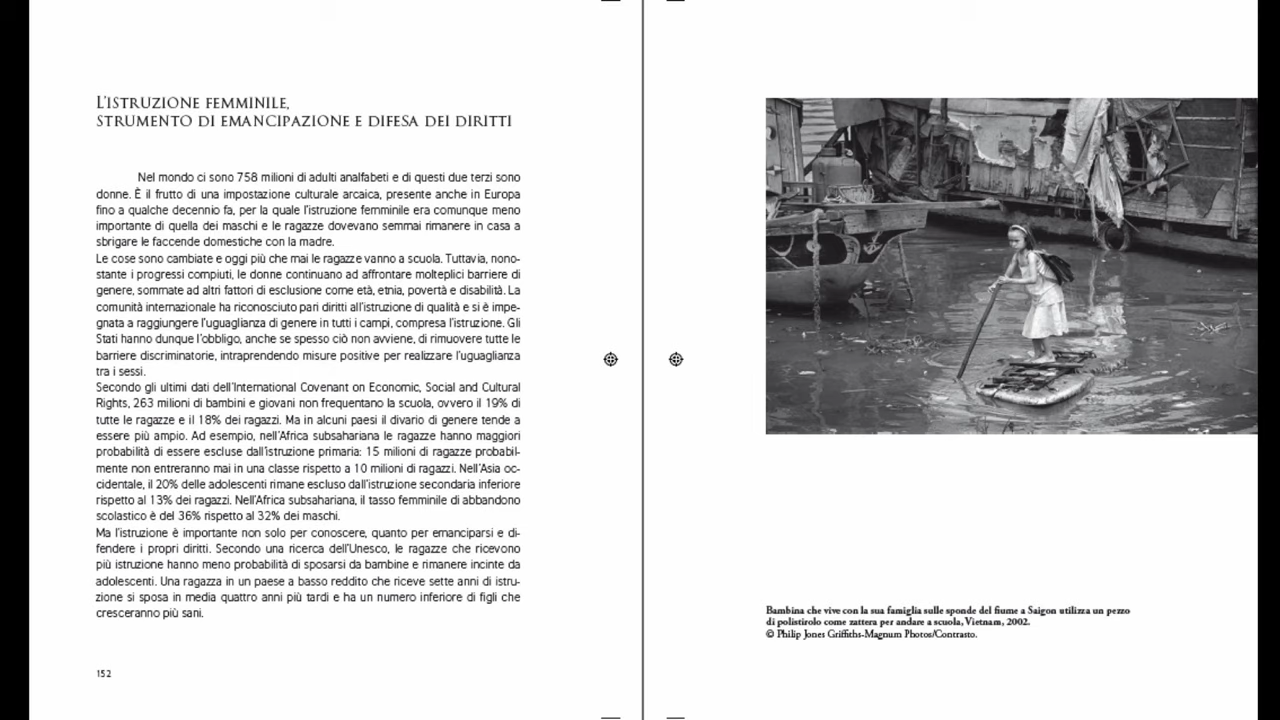 L'ISTRUZIONE FEMMINILE,
STRUMENTO DI EMANCIPAZIONE E DIFESA DEI DIRITTI
Nel mondo ci sono 758 milioni di adulti analfabeti e di questi due terzi sono
donne. È il frutto di una impostazione culturale arcaica, presente anche in Europa
fino a qualche decennio fa, per la quale l'istruzione femminile era comunque meno
importante di quella dei maschi e le ragazze dovevano semmai rimanere in casa a
sbrigare le faccende domestiche con la madre.
Le cose sono cambiate e oggi più che mai le ragazze vanno a scuola. Tuttavia, nono-
stante i progressi compiuti, le donne continuano ad affrontare molteplici barriere di
genere, sommate ad altri fattori di esclusione come età, etnia, povertà e disabilità. La
comunità internazionale ha riconosciuto pari diritti all'istruzione di qualità e si è impe-
gnata a raggiungere l'uguaglianza di genere in tutti i campi, compresa l'istruzione. Gli
Stati hanno dunque l'obbligo, anche se spesso ciò non avviene, di rimuovere tutte le
barriere discriminatorie, intraprendendo misure positive per realizzare l'uguaglianza
tra i sessi.
Secondo gli ultimi dati dell'International Covenant on Economic, Social and Cultural
Rights, 263 milioni di bambini e giovani non frequentano la scuola, ovvero il 19% di
tutte le ragazze e il 18% dei ragazzi. Ma in alcuni paesi il divario di genere tende a
essere più ampio. Ad esempio, nell'Africa subsahariana le ragazze hanno maggiori
probabilità di essere escluse dall'istruzione primaria: 15 milioni di ragazze probabil-
mente non entreranno mai in una classe rispetto a 10 milioni di ragazzi. Nell'Asia oc-
cidentale, il 20% delle adolescenti rimane escluso dall'istruzione secondaria inferiore
rispetto al 13% dei ragazzi. Nell'Africa subsahariana, il tasso femminile di abbandono
scolastico è del 36% rispetto al 32% dei maschi.
Ma l'istruzione è importante non solo per conoscere, quanto per emanciparsi e di-
fendere i propri diritti. Secondo una ricerca dell'Unesco, le ragazze che ricevono
più istruzione hanno meno probabilità di sposarsi da bambine e rimanere incinte da
adolescenti. Una ragazza in un paese a basso reddito che riceve sette anni di istru-
zione si sposa in media quattro anni più tardi e ha un numero inferiore di figli che
cresceranno più sani.
152
Bambina che vive con la sua famiglia sulle sponde del fiume a Saigon utilizza un pezzo
di polistirolo come zattera per andare a scuola, Vietnam, 2002.
© Philip Jones Griffiths-Magnum Photos/Contrasto.